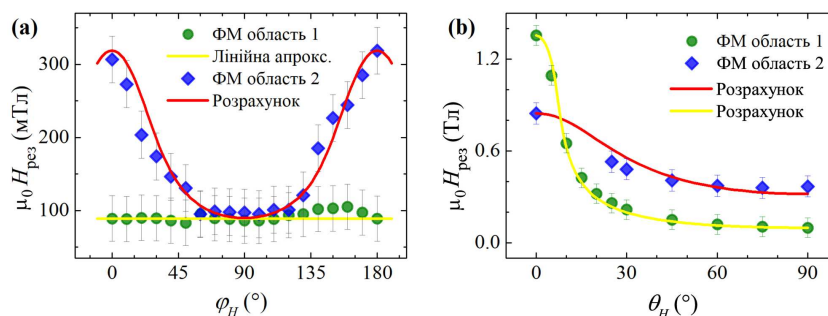 (a)
ФМ область 1
Лінійна апрокс.
ФМ область 2
Розрахунок
μ₀Hрез (мТл)
300
200
100
0
45
90
135
180
φH (°)
(b)
ФМ область 1
ФМ область 2
Розрахунок
Розрахунок
μ₀Hрез (Тл)
1.2
0.6
0.0
0
30
60
90
θH (°)